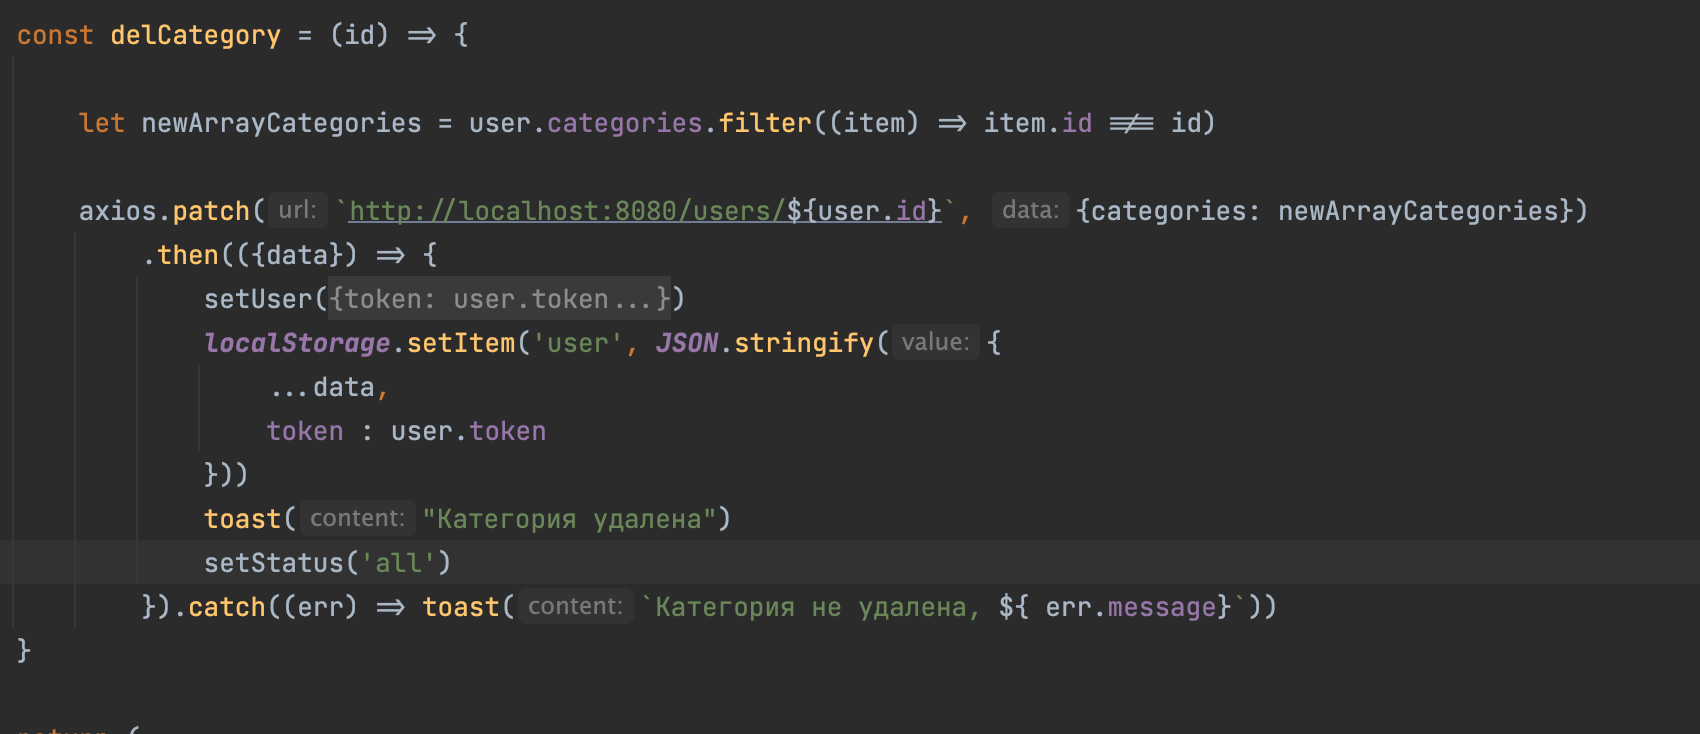 const delCategory = (id) => {
let newArrayCategories = user.categories.filter((item) => item.id !== id)
axios.patch( url: `http://localhost:8080/users/${user.id}`, data: {categories: newArrayCategories})
.then(({data}) => {
setUser({token: user.token...})
localStorage.setItem('user', JSON.stringify( value: {
...data,
token : user.token
}))
toast( content: "Категория удалена")
setStatus('all')
}).catch((err) => toast( content: `Категория не удалена, ${ err.message}`))
}
return (